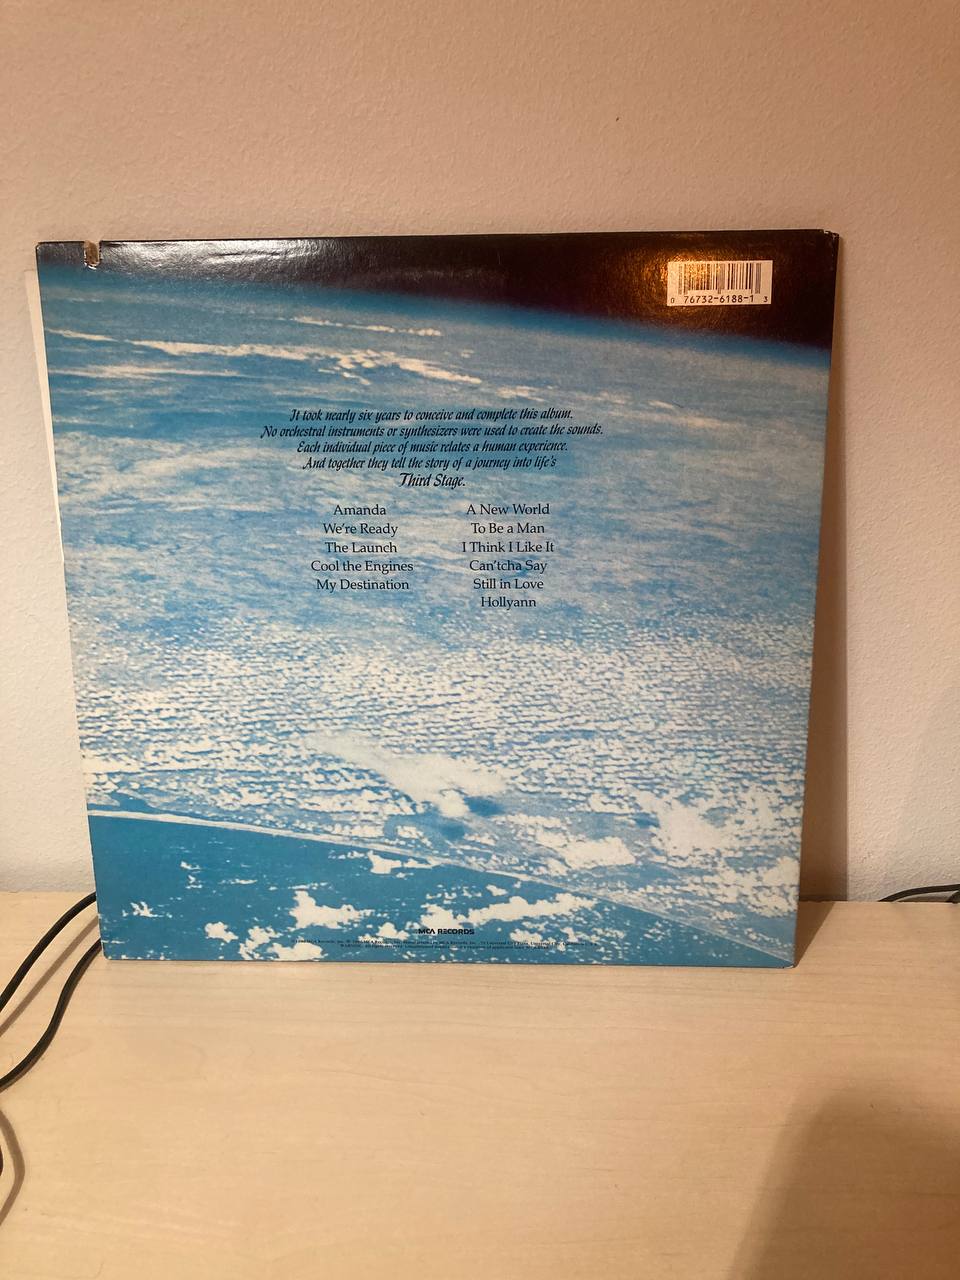 0 76732-6188-1 3
It took nearly six years to conceive and complete this album.
No orchestral instruments or synthesizers were used to create the sounds.
Each individual piece of music relates a human experience.
And together they tell the story of a journey into life's
Third Stage.
Amanda
We're Ready
The Launch
Cool the Engines
My Destination
A New World
To Be a Man
I Think I Like It
Can'tcha Say
Still in Love
Hollyann
MCA RECORDS